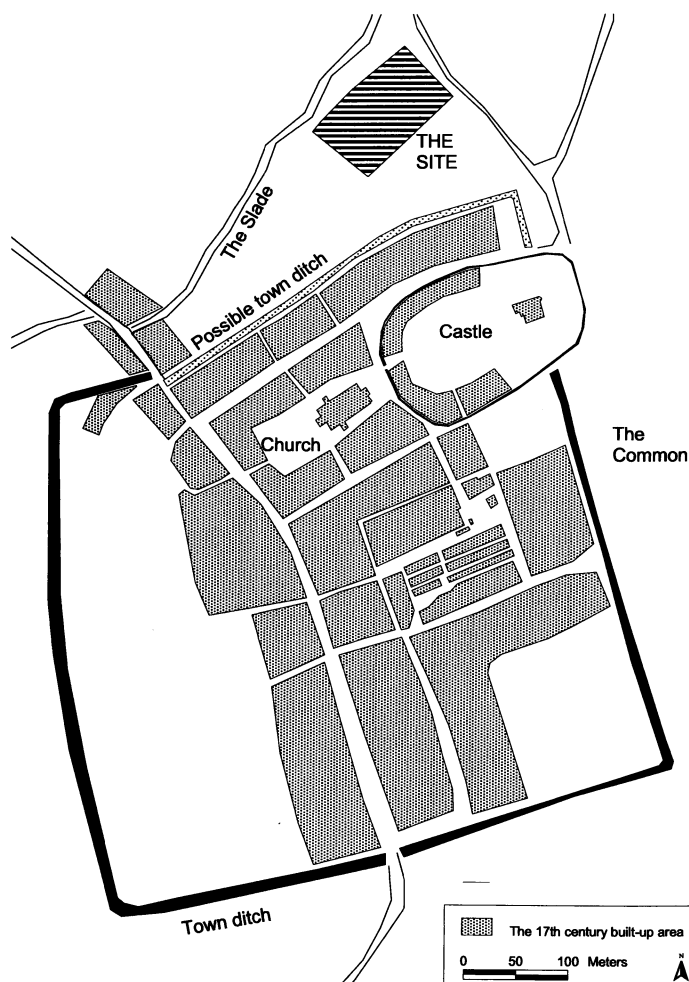 THE
SITE
The Slade
Possible town ditch
Castle
Church
The
Common
Town ditch
The 17th century built-up area
0 50 100 Meters
N